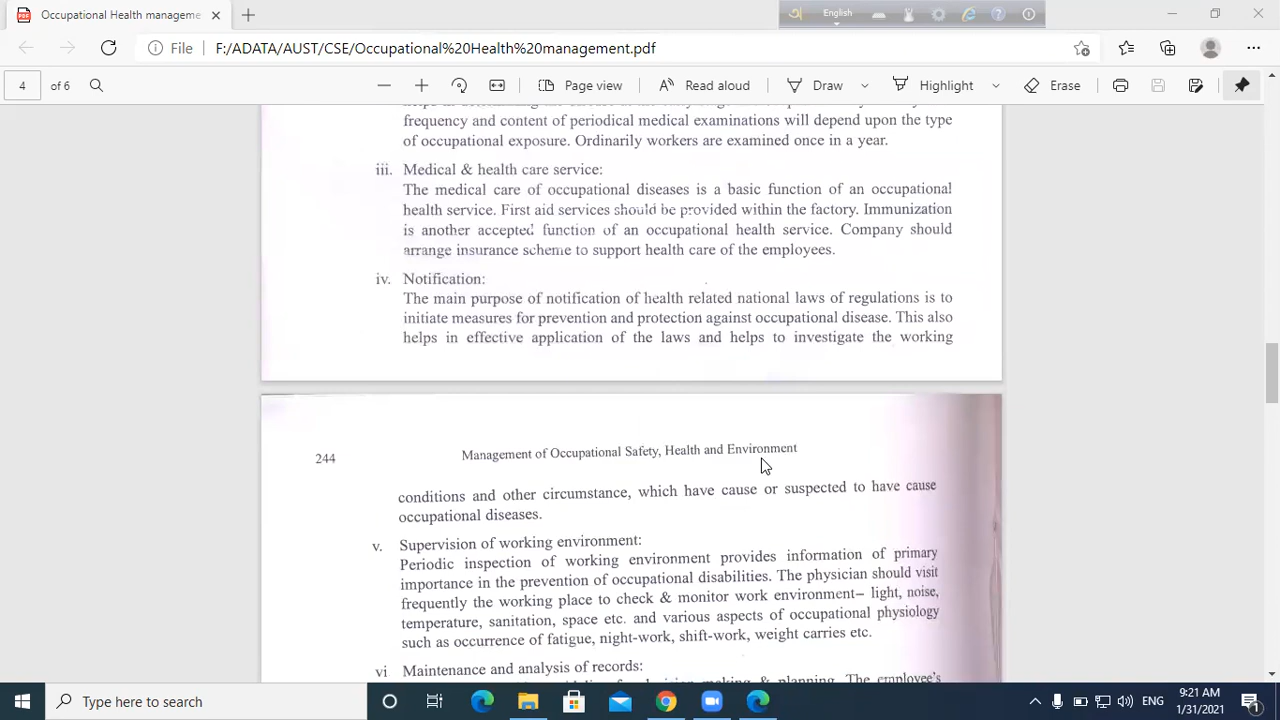 Occupational Health manageme
English
File F:/ADATA/AUST/CSE/Occupational%20Health%20management.pdf
4 of 6 Page view Read aloud Draw Highlight Erase
frequency and content of periodical medical examinations will depend upon the type
of occupational exposure. Ordinarily workers are examined once in a year.
iii. Medical & health care service:
The medical care of occupational diseases is a basic function of an occupational
health service. First aid services should be provided within the factory. Immunization
is another accepted function of an occupational health service. Company should
arrange insurance scheme to support health care of the employees.
iv. Notification:
The main purpose of notification of health related national laws of regulations is to
initiate measures for prevention and protection against occupational disease. This also
helps in effective application of the laws and helps to investigate the working
244 Management of Occupational Safety, Health and Environment
conditions and other circumstance, which have cause or suspected to have cause
occupational diseases.
v. Supervision of working environment:
Periodic inspection of working environment provides information of primary
importance in the prevention of occupational disabilities. The physician should visit
frequently the working place to check & monitor work environment– light, noise,
temperature, sanitation, space etc. and various aspects of occupational physiology
such as occurrence of fatigue, night-work, shift-work, weight carries etc.
vi Maintenance and analysis of records:
making & planning. The employee's
Type here to search
ENG
9:21 AM
1/31/2021
1